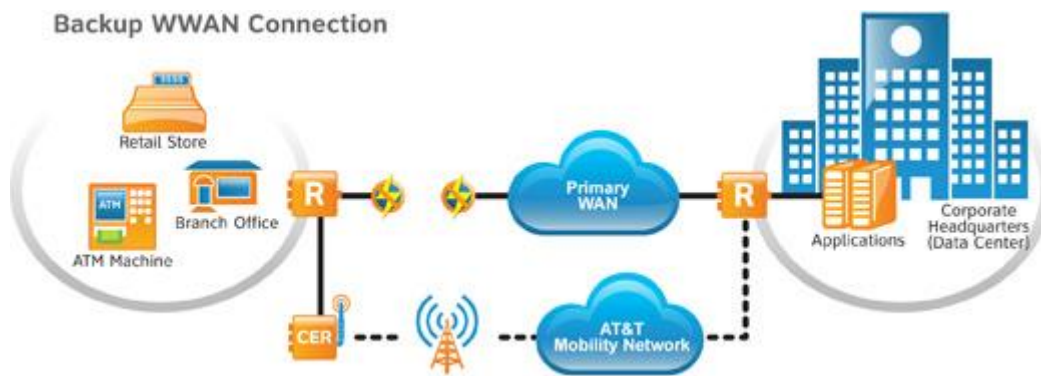 Backup WWAN Connection
Retail Store
ATM
Branch Office
ATM Machine
R
Primary
WAN
R
Applications
Corporate
Headquarters
(Data Center)
CER
AT&T
Mobility Network